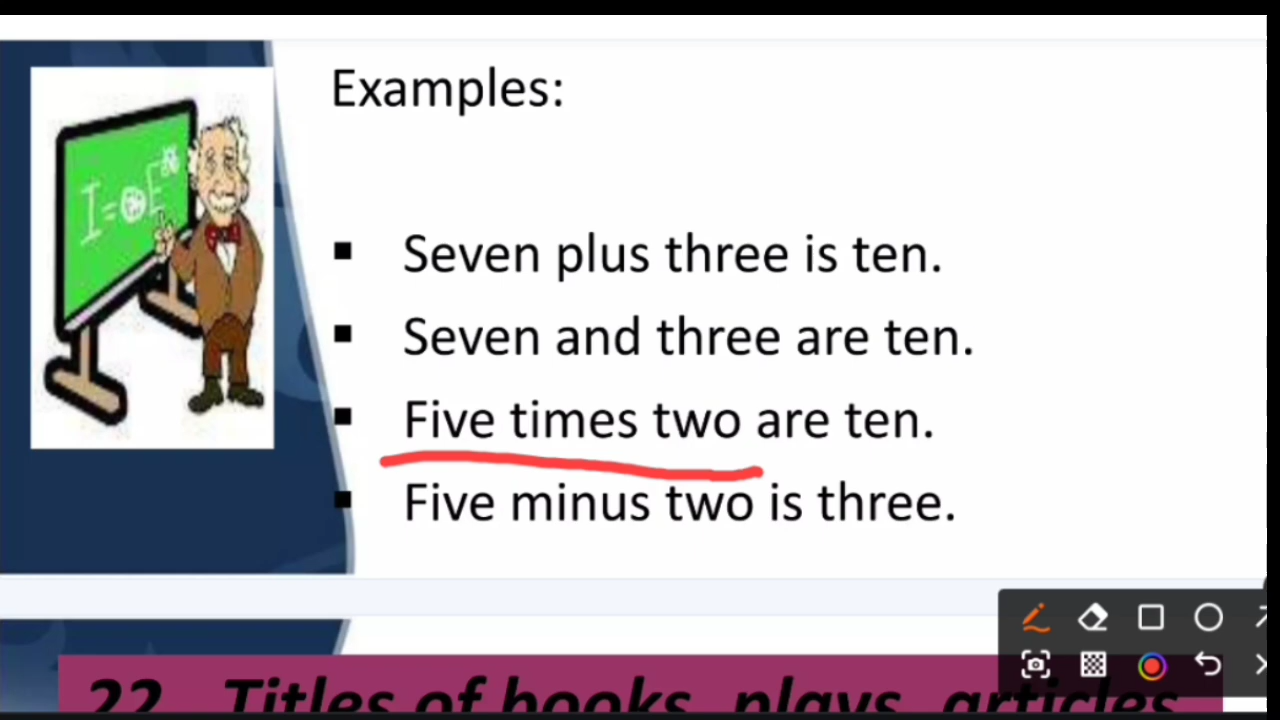 Examples:
Seven plus three is ten.
Seven and three are ten.
Five times two are ten.
Five minus two is three.
22. Titles of books, plays, articles,